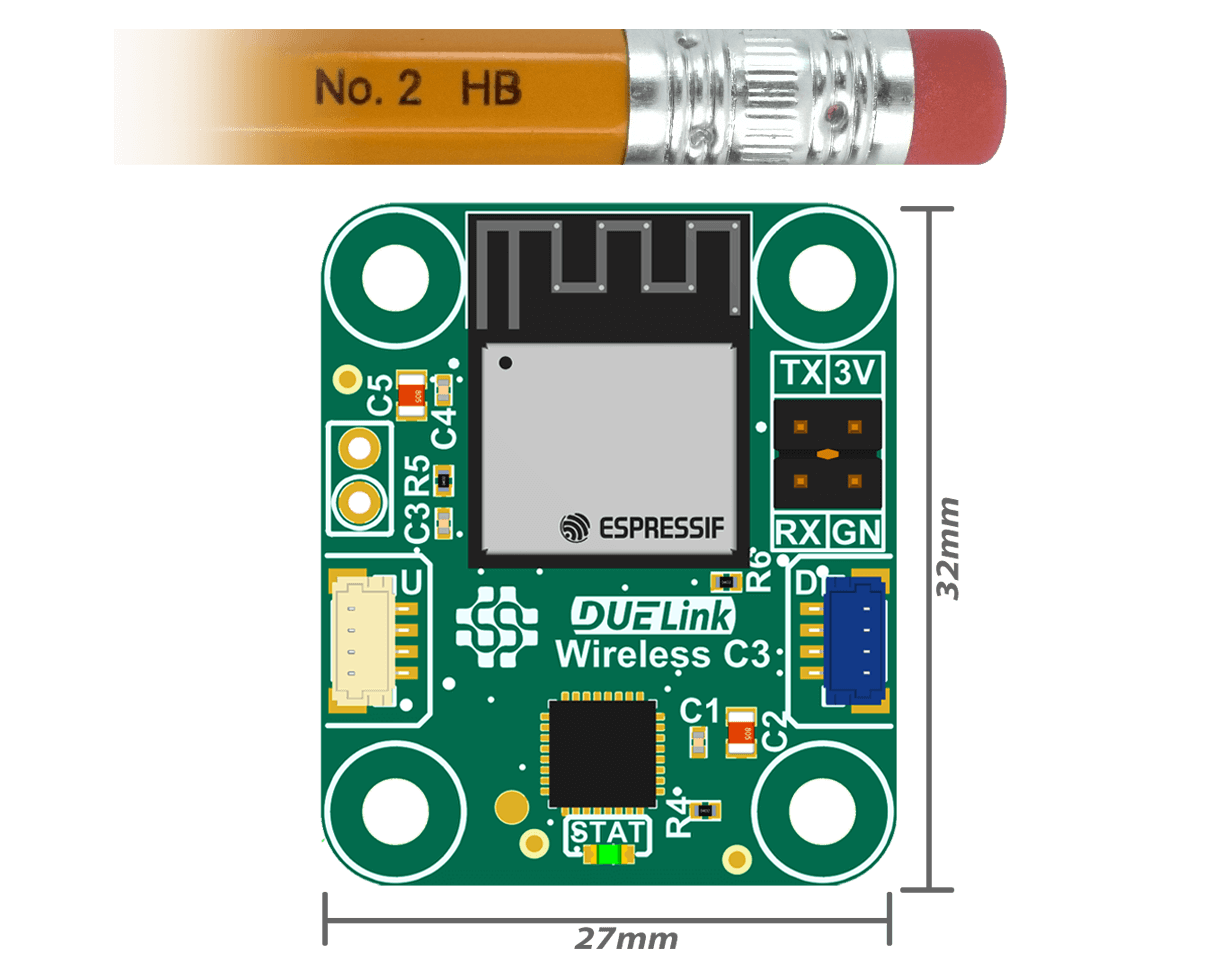 No. 2 HB
TX 3V
C5
C4
R5
C3
RX GN
ESPRESSIF
32mm
R6
U
D
DUELink
Wireless C3
C1
C2
R4
STAT
27mm